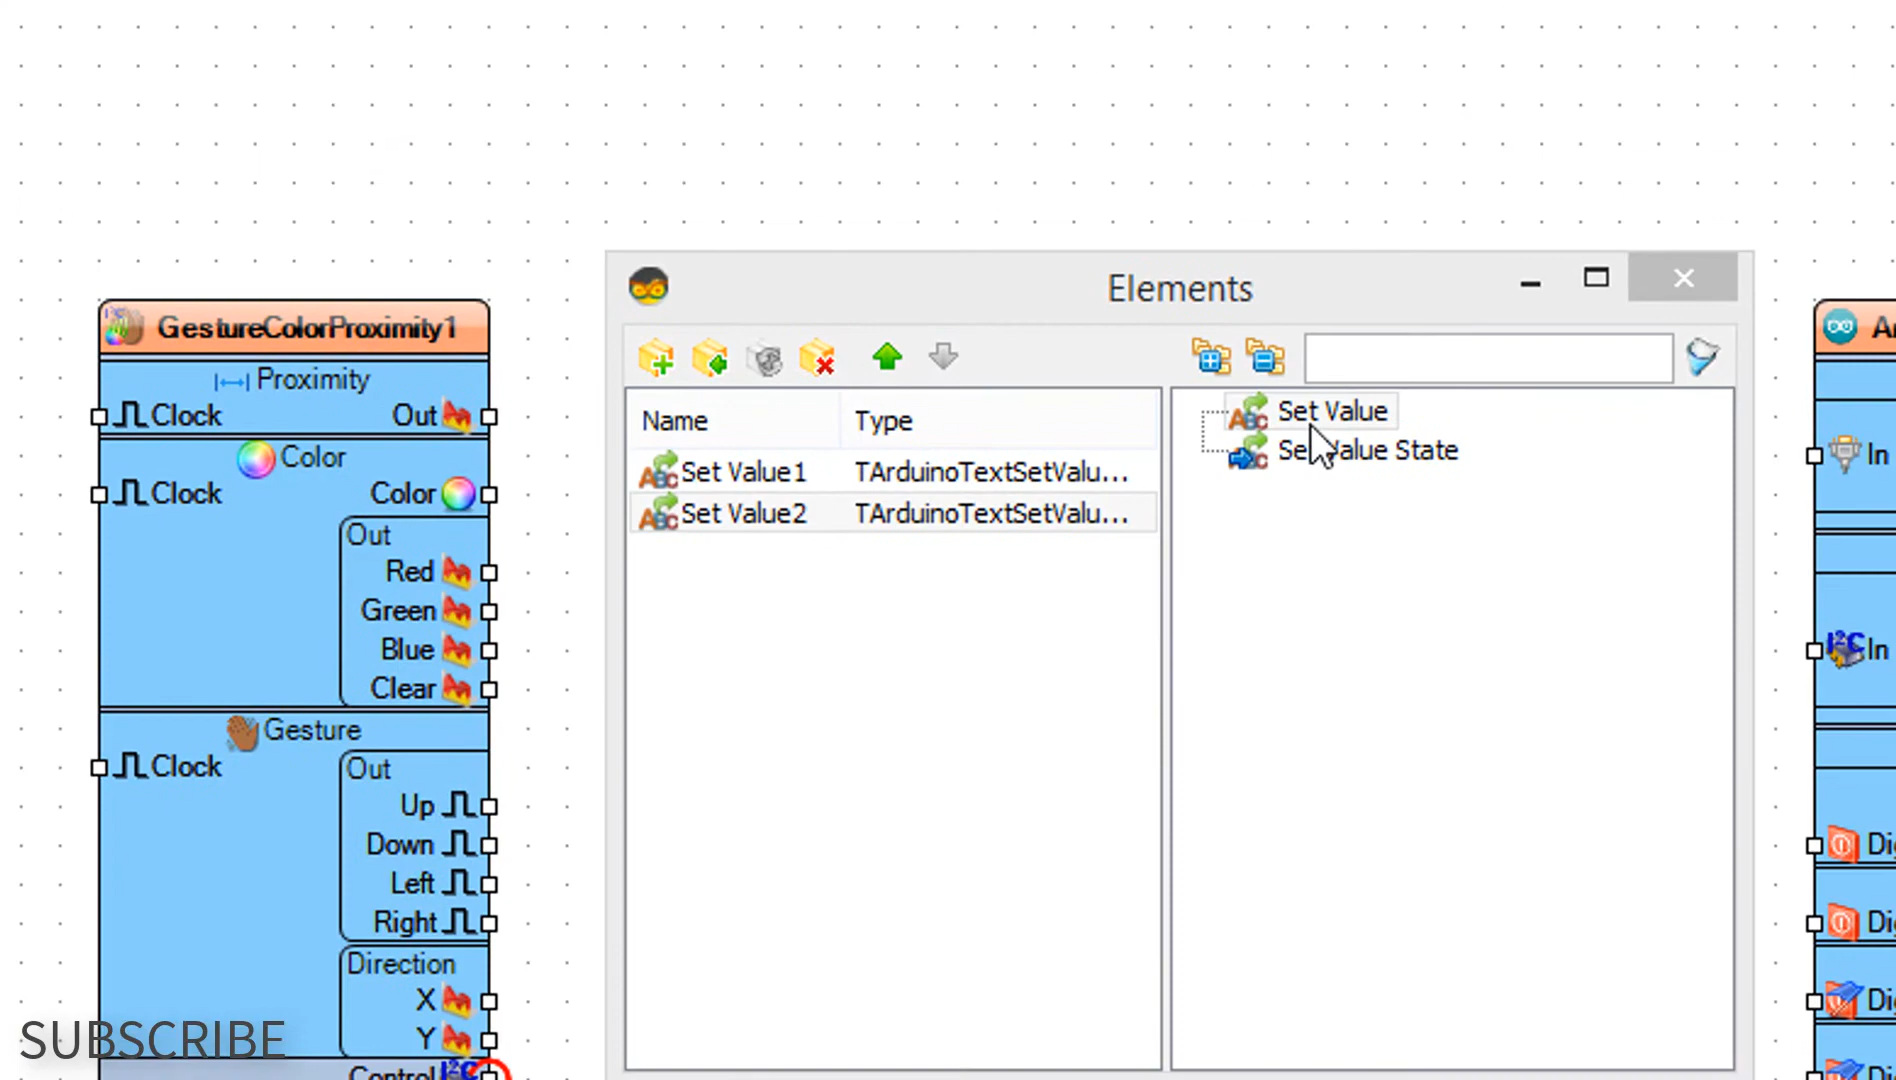 GestureColorProximity1
Proximity
Clock Out
Color
Clock Color
Out
Red
Green
Blue
Clear
Gesture
Clock
Out
Up
Down
Left
Right
Direction
X
Y
Control I²C
SUBSCRIBE
Elements
Name Type
Set Value1 TArduinoTextSetValu...
Set Value2 TArduinoTextSetValu...
Set Value
Set Value State
In
I²C In